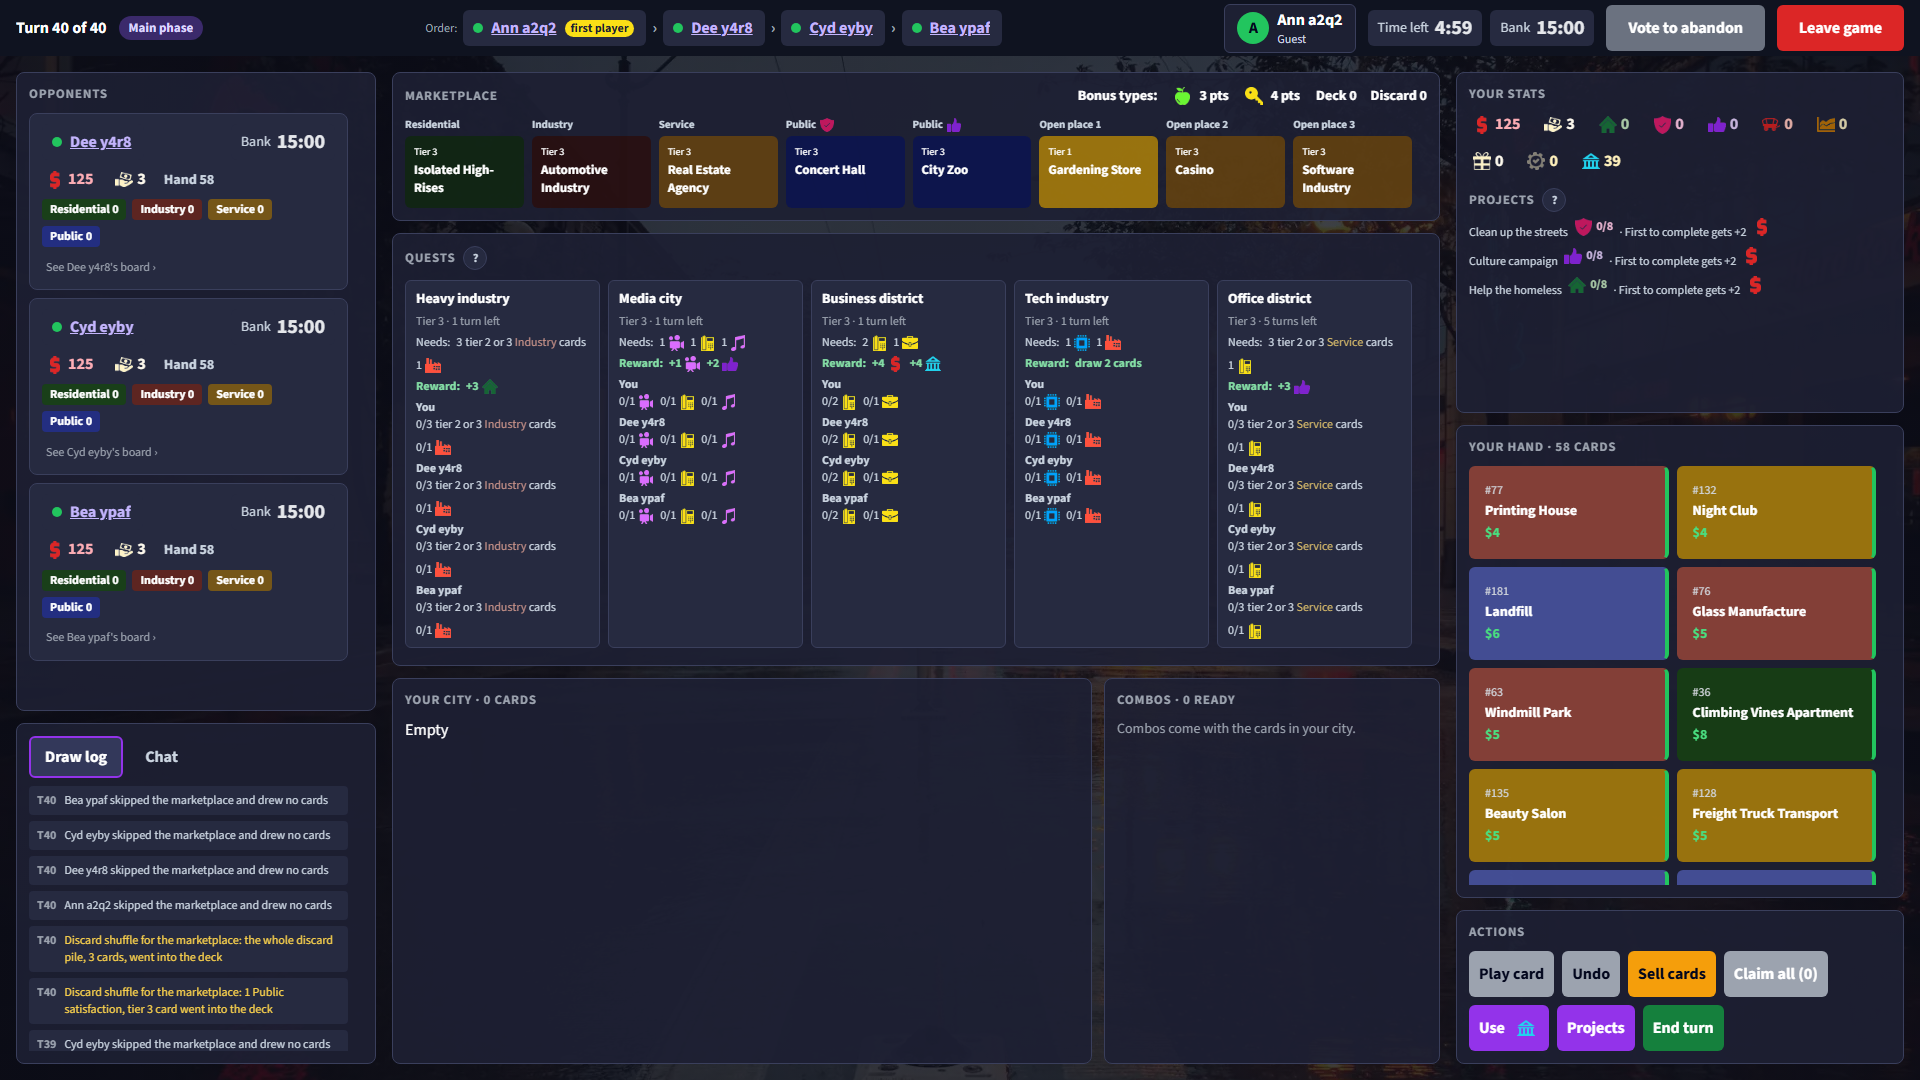 Turn 40 of 40
Main phase
Order:
Ann a2q2 first player › Dee y4r8 › Cyd eyby › Bea ypaf
A
Ann a2q2
Guest
Time left 4:59
Bank 15:00
Vote to abandon
Leave game
OPPONENTS
Dee y4r8
Bank 15:00
125 3 Hand 58
Residential 0 Industry 0 Service 0
Public 0
See Dee y4r8's board ›
Cyd eyby
Bank 15:00
125 3 Hand 58
Residential 0 Industry 0 Service 0
Public 0
See Cyd eyby's board ›
Bea ypaf
Bank 15:00
125 3 Hand 58
Residential 0 Industry 0 Service 0
Public 0
See Bea ypaf's board ›
Draw log
Chat
T40 Bea ypaf skipped the marketplace and drew no cards
T40 Cyd eyby skipped the marketplace and drew no cards
T40 Dee y4r8 skipped the marketplace and drew no cards
T40 Ann a2q2 skipped the marketplace and drew no cards
T40 Discard shuffle for the marketplace: the whole discard
pile, 3 cards, went into the deck
T40 Discard shuffle for the marketplace: 1 Public
satisfaction, tier 3 card went into the deck
T39 Cyd eyby skipped the marketplace and drew no cards
MARKETPLACE
Bonus types: 3 pts 4 pts Deck 0 Discard 0
Residential
Tier 3
Isolated High-
Rises
Industry
Tier 3
Automotive
Industry
Service
Tier 3
Real Estate
Agency
Public
Tier 3
Concert Hall
Public
Tier 3
City Zoo
Open place 1
Tier 1
Gardening Store
Open place 2
Tier 3
Casino
Open place 3
Tier 3
Software
Industry
QUESTS ?
Heavy industry
Tier 3 · 1 turn left
Needs: 3 tier 2 or 3 Industry cards
1
Reward: +3
You
0/3 tier 2 or 3 Industry cards
0/1
Dee y4r8
0/3 tier 2 or 3 Industry cards
0/1
Cyd eyby
0/3 tier 2 or 3 Industry cards
0/1
Bea ypaf
0/3 tier 2 or 3 Industry cards
0/1
Media city
Tier 3 · 1 turn left
Needs: 1 1 1
Reward: +1 +2
You
0/1 0/1 0/1
Dee y4r8
0/1 0/1 0/1
Cyd eyby
0/1 0/1 0/1
Bea ypaf
0/1 0/1 0/1
Business district
Tier 3 · 1 turn left
Needs: 2 1
Reward: +4 +4
You
0/2 0/1
Dee y4r8
0/2 0/1
Cyd eyby
0/2 0/1
Bea ypaf
0/2 0/1
Tech industry
Tier 3 · 1 turn left
Needs: 1 1
Reward: draw 2 cards
You
0/1 0/1
Dee y4r8
0/1 0/1
Cyd eyby
0/1 0/1
Bea ypaf
0/1 0/1
Office district
Tier 3 · 5 turns left
Needs: 3 tier 2 or 3 Service cards
1
Reward: +3
You
0/3 tier 2 or 3 Service cards
0/1
Dee y4r8
0/3 tier 2 or 3 Service cards
0/1
Cyd eyby
0/3 tier 2 or 3 Service cards
0/1
Bea ypaf
0/3 tier 2 or 3 Service cards
0/1
YOUR CITY · 0 CARDS
Empty
COMBOS · 0 READY
Combos come with the cards in your city.
YOUR STATS
125 3 0 0 0 0 0
0 0 39
PROJECTS ?
Clean up the streets 0/8 · First to complete gets +2
Culture campaign 0/8 · First to complete gets +2
Help the homeless 0/8 · First to complete gets +2
YOUR HAND · 58 CARDS
#77
Printing House
$4
#132
Night Club
$4
#181
Landfill
$6
#76
Glass Manufacture
$5
#63
Windmill Park
$5
#36
Climbing Vines Apartment
$8
#135
Beauty Salon
$5
#128
Freight Truck Transport
$5
ACTIONS
Play card
Undo
Sell cards
Claim all (0)
Use
Projects
End turn